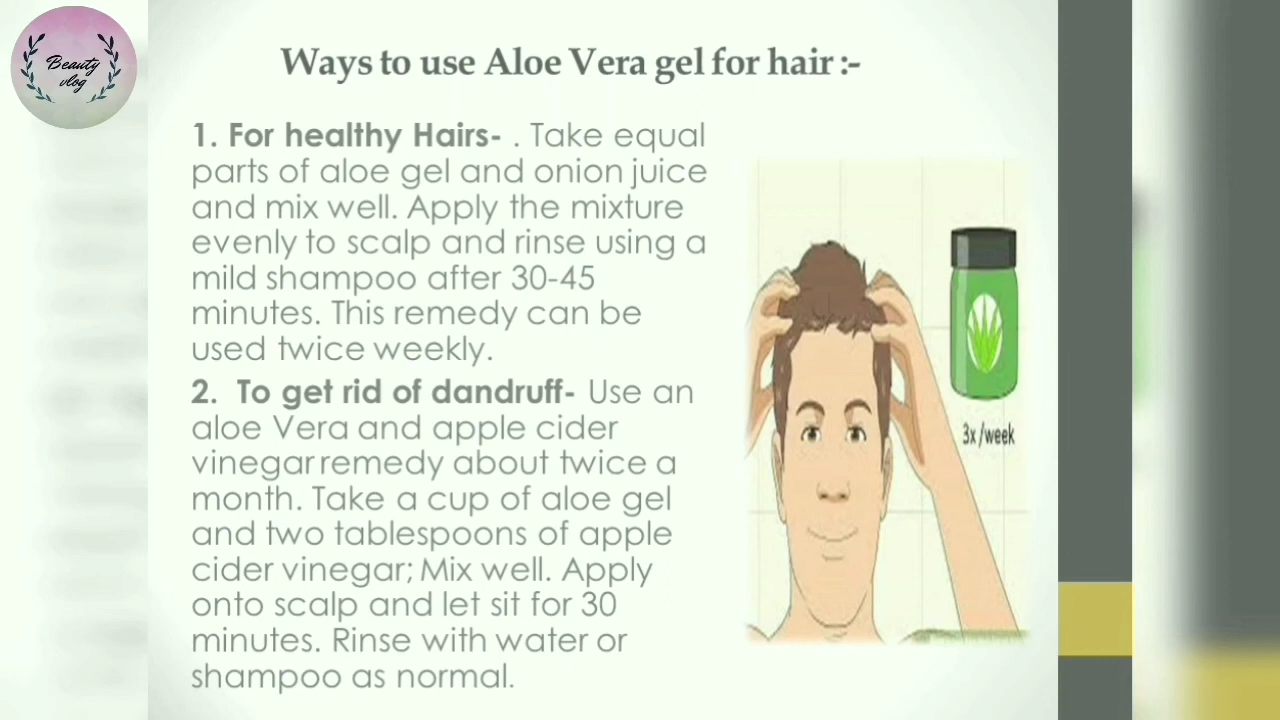 Beauty
vlog
Ways to use Aloe Vera gel for hair :-
1. For healthy Hairs- . Take equal
parts of aloe gel and onion juice
and mix well. Apply the mixture
evenly to scalp and rinse using a
mild shampoo after 30-45
minutes. This remedy can be
used twice weekly.
2. To get rid of dandruff- Use an
aloe Vera and apple cider
vinegar remedy about twice a
month. Take a cup of aloe gel
and two tablespoons of apple
cider vinegar; Mix well. Apply
onto scalp and let sit for 30
minutes. Rinse with water or
shampoo as normal.
3x /week